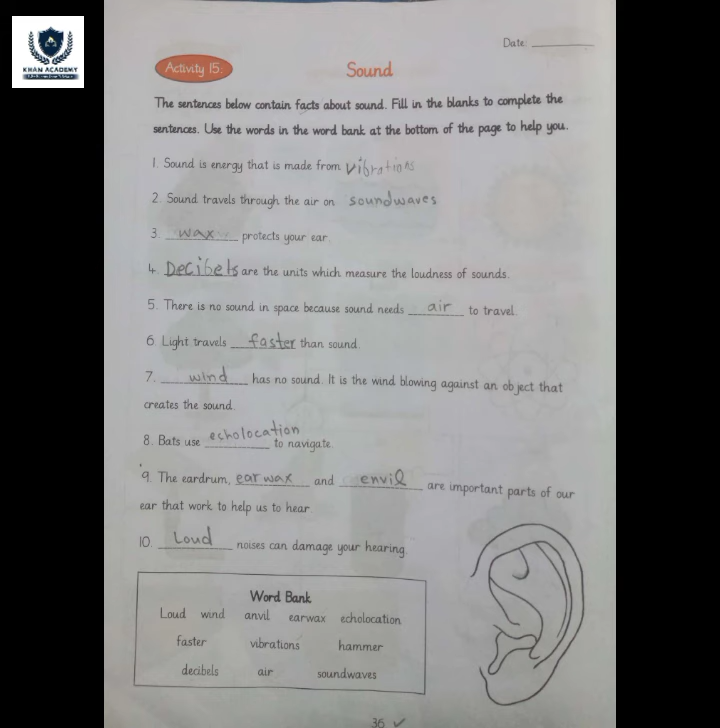 KHAN ACADEMY
Date: ________
Activity 15:
Sound
The sentences below contain facts about sound. Fill in the blanks to complete the
sentences. Use the words in the word bank at the bottom of the page to help you.
1. Sound is energy that is made from vibrations
2. Sound travels through the air on soundwaves
3. wax protects your ear.
4. Decibels are the units which measure the loudness of sounds.
5. There is no sound in space because sound needs air to travel.
6. Light travels faster than sound.
7. wind has no sound. It is the wind blowing against an object that
creates the sound.
8. Bats use echolocation to navigate.
9. The eardrum, earwax and envil are important parts of our
ear that work to help us to hear
10. Loud noises can damage your hearing.
Word Bank
Loud wind anvil earwax echolocation
faster vibrations hammer
decibels air soundwaves
36 ✓